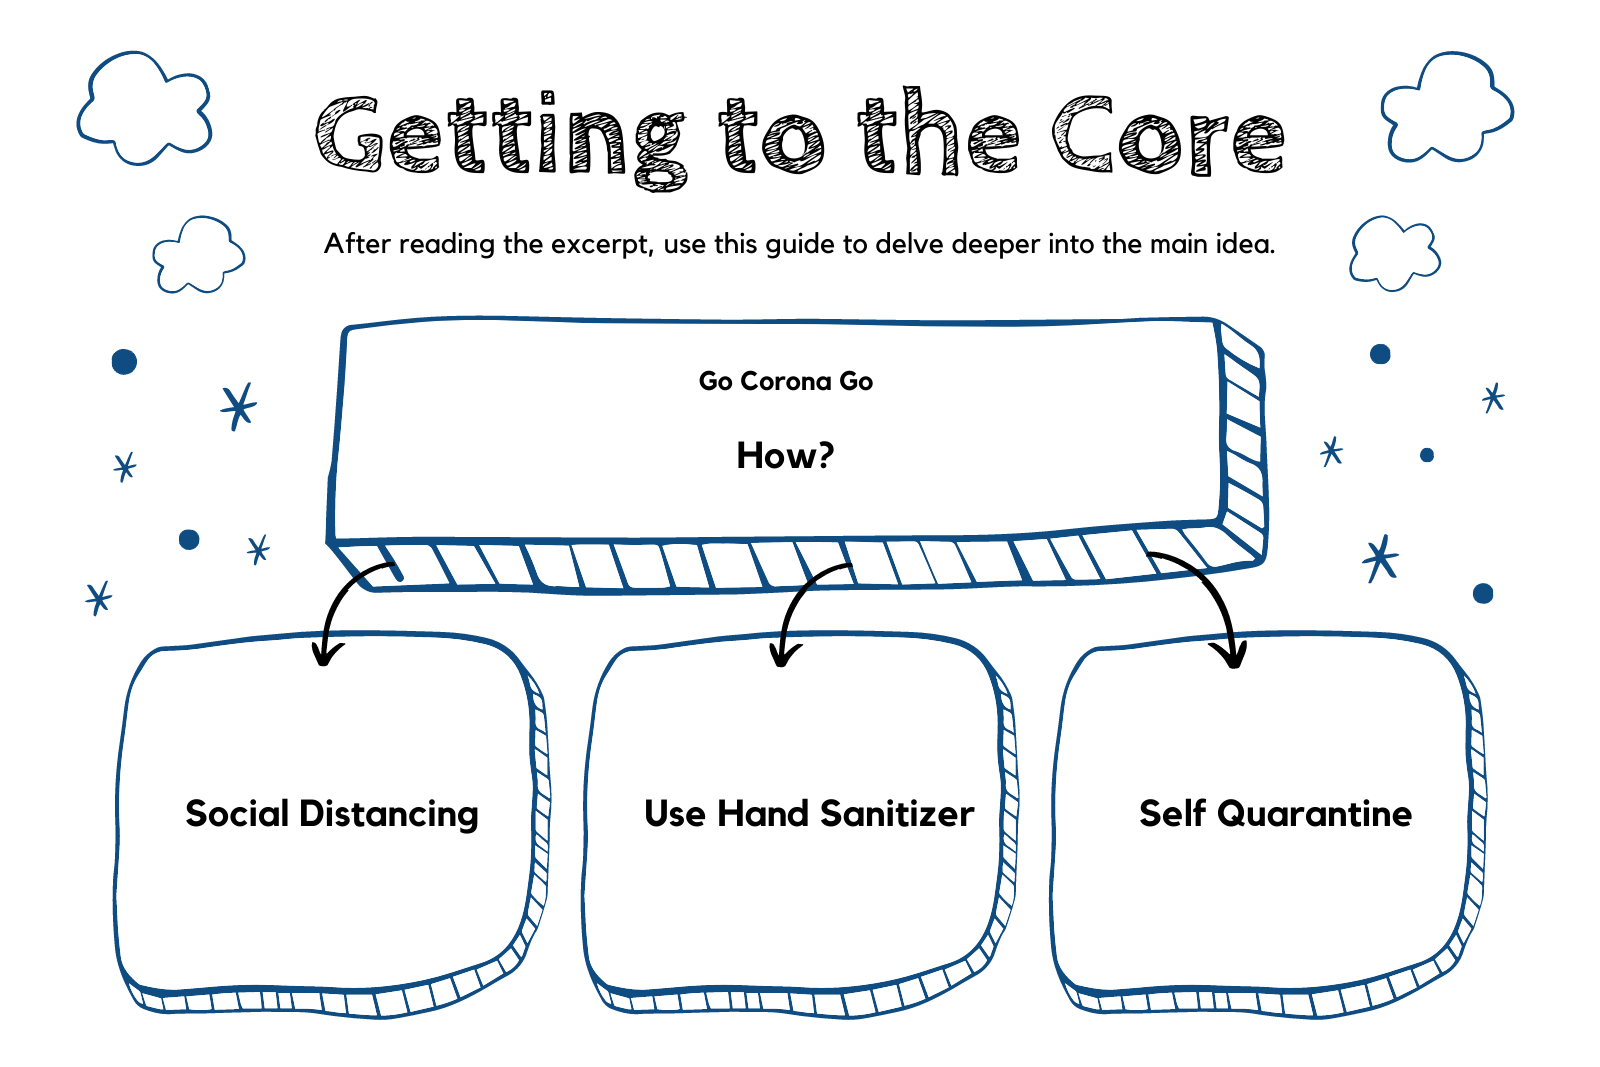 Getting to the Core
After reading the excerpt, use this guide to delve deeper into the main idea.
Go Corona Go
How?
Social Distancing
Use Hand Sanitizer
Self Quarantine